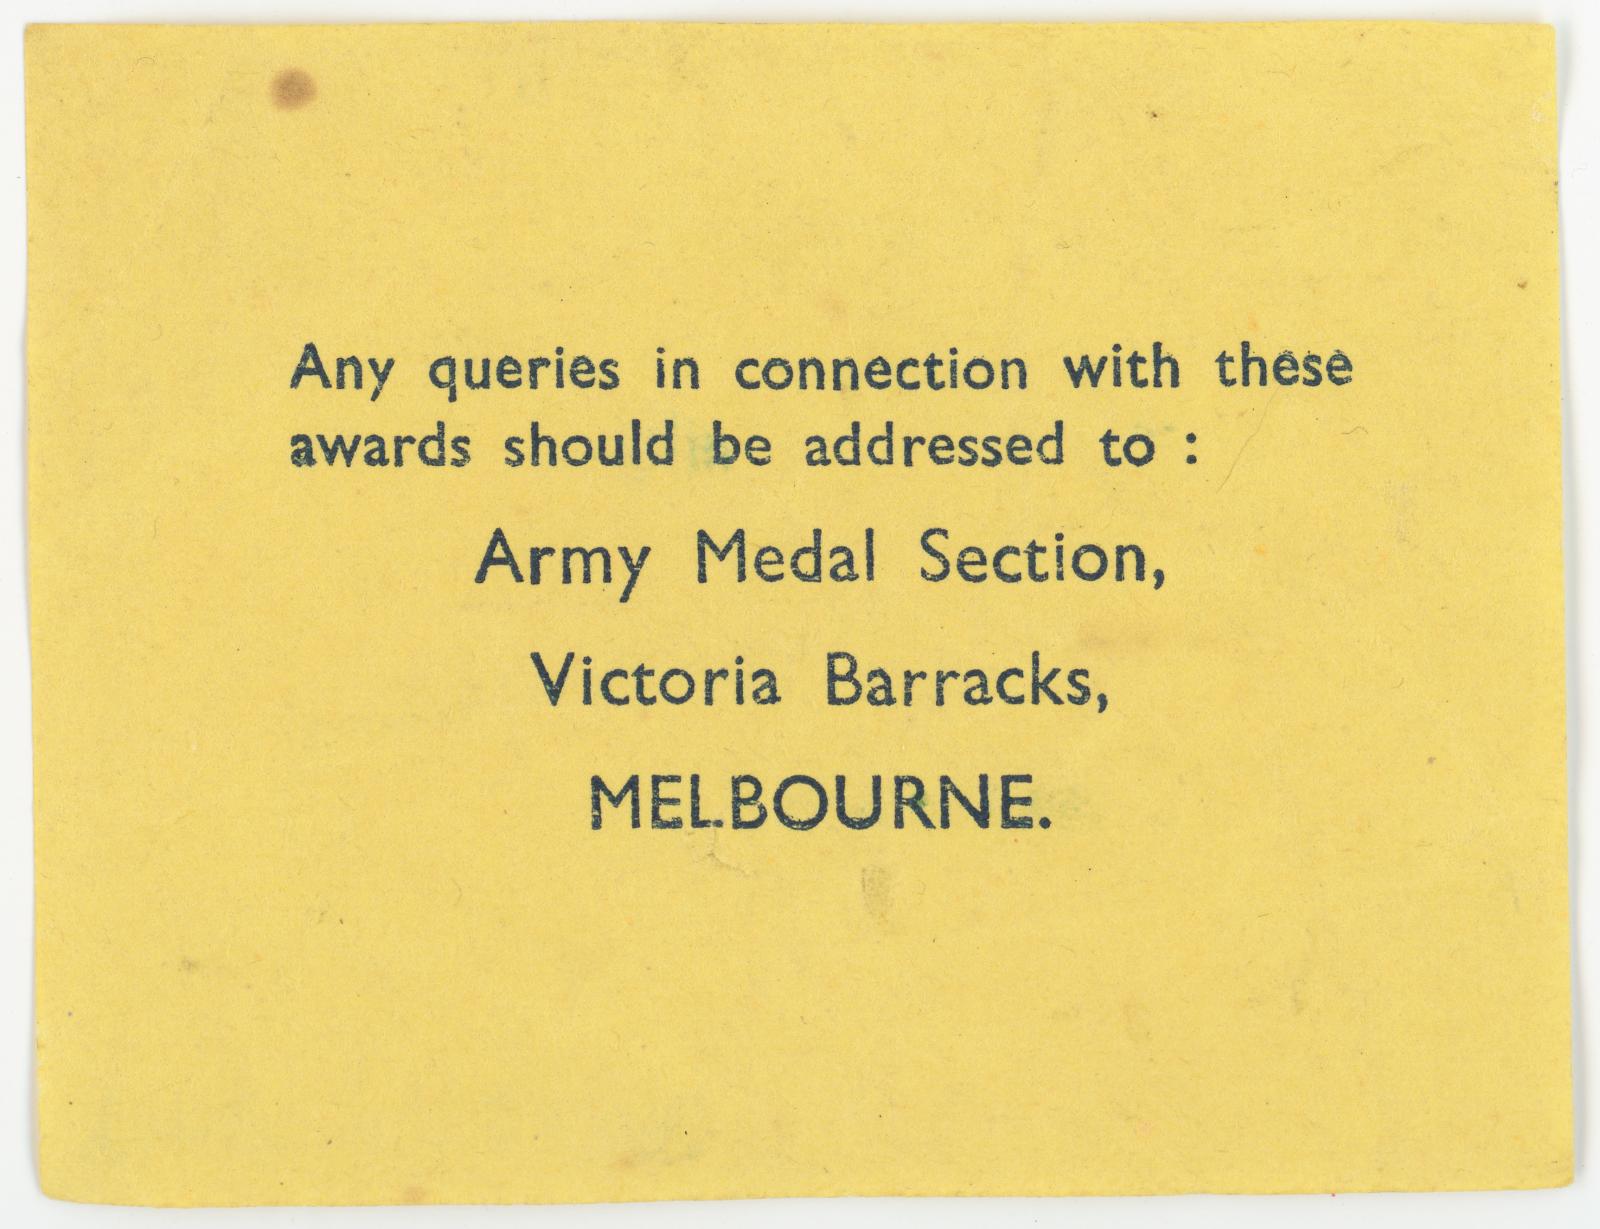 Any queries in connection with these
awards should be addressed to :
Army Medal Section,
Victoria Barracks,
MELBOURNE.